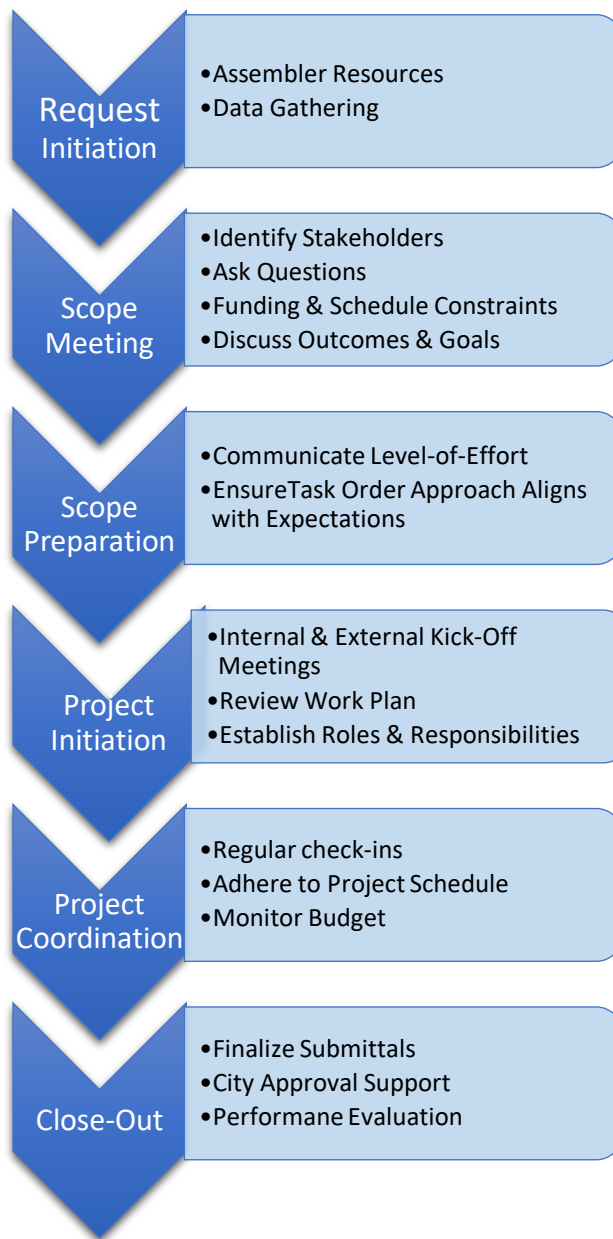 Request
Initiation
•Assembler Resources
•Data Gathering
Scope
Meeting
•Identify Stakeholders
•Ask Questions
•Funding & Schedule Constraints
•Discuss Outcomes & Goals
Scope
Preparation
•Communicate Level-of-Effort
•EnsureTask Order Approach Aligns
with Expectations
Project
Initiation
•Internal & External Kick-Off
Meetings
•Review Work Plan
•Establish Roles & Responsibilities
Project
Coordination
•Regular check-ins
•Adhere to Project Schedule
•Monitor Budget
Close-Out
•Finalize Submittals
•City Approval Support
•Performane Evaluation